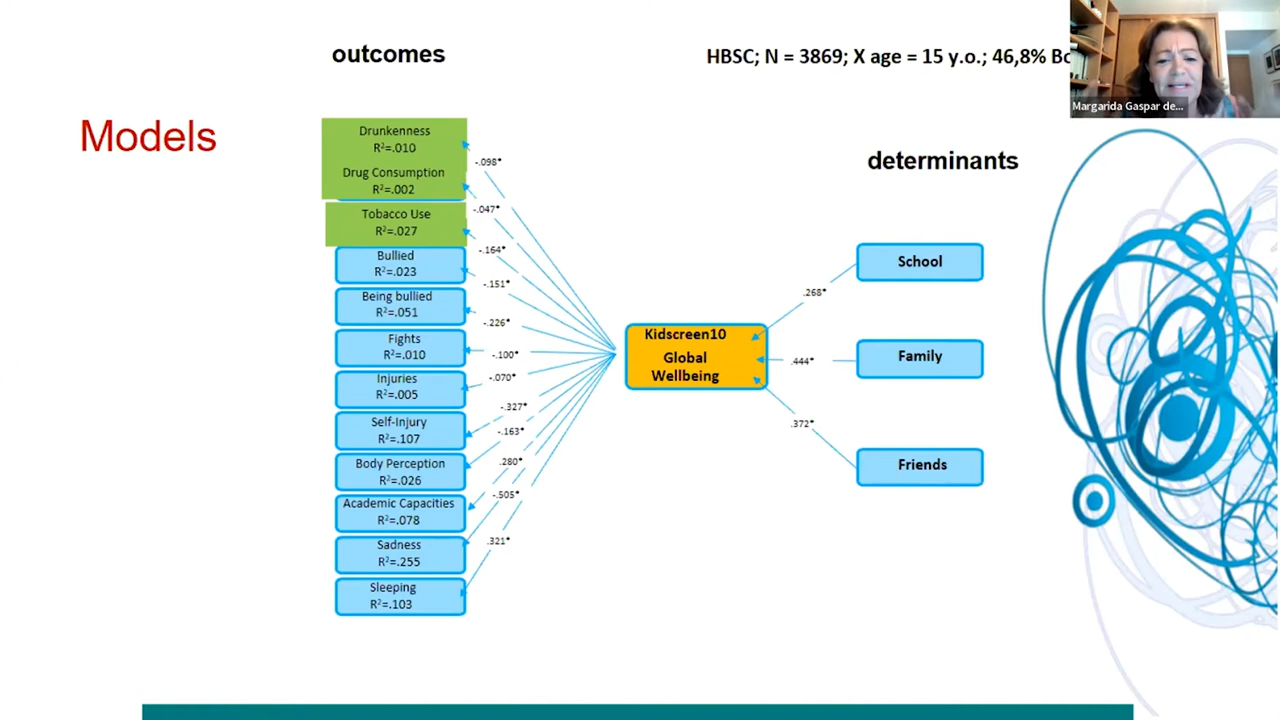 outcomes
HBSC; N = 3869; X age = 15 y.o.; 46,8%
Margarida Gaspar de...
Models
determinants
Drunkenness
R²=.010
Drug Consumption
R²=.002
Tobacco Use
R²=.027
Bullied
R²=.023
Being bullied
R²=.051
Fights
R²=.010
Injuries
R²=.005
Self-Injury
R²=.107
Body Perception
R²=.026
Academic Capacities
R²=.078
Sadness
R²=.255
Sleeping
R²=.103
-.098*
-.047*
-.164*
-.151*
-.226*
-.100*
-.070*
-.327*
-.163*
.280*
-.505*
.321*
Kidscreen10
Global
Wellbeing
.268*
.444*
.372*
School
Family
Friends